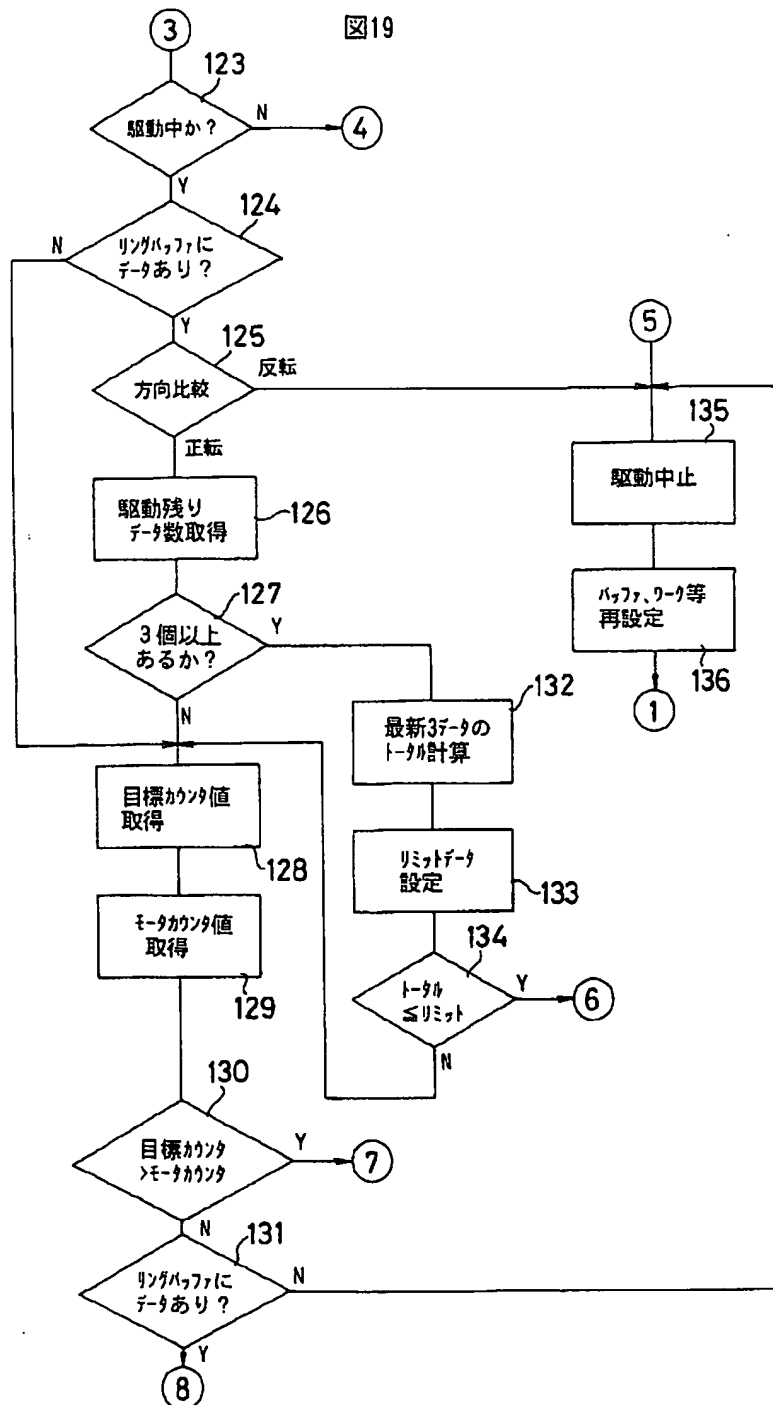 図19
③
123
駆動中か？
N
④
Y
124
リングバッファに
データあり？
N
Y
125
方向比較
反転
正転
⑤
135
駆動中止
駆動残り
データ数取得
126
バッファ、ワーク等
再設定
136
①
127
3個以上
あるか？
Y
N
132
最新3データの
トータル計算
目標カウンタ値
取得
128
リミットデータ
設定
133
モータカウンタ値
取得
129
134
トータル
≦リミット
Y
⑥
N
130
目標カウンタ
>モータカウンタ
Y
⑦
N
131
リングバッファに
データあり？
N
Y
⑧